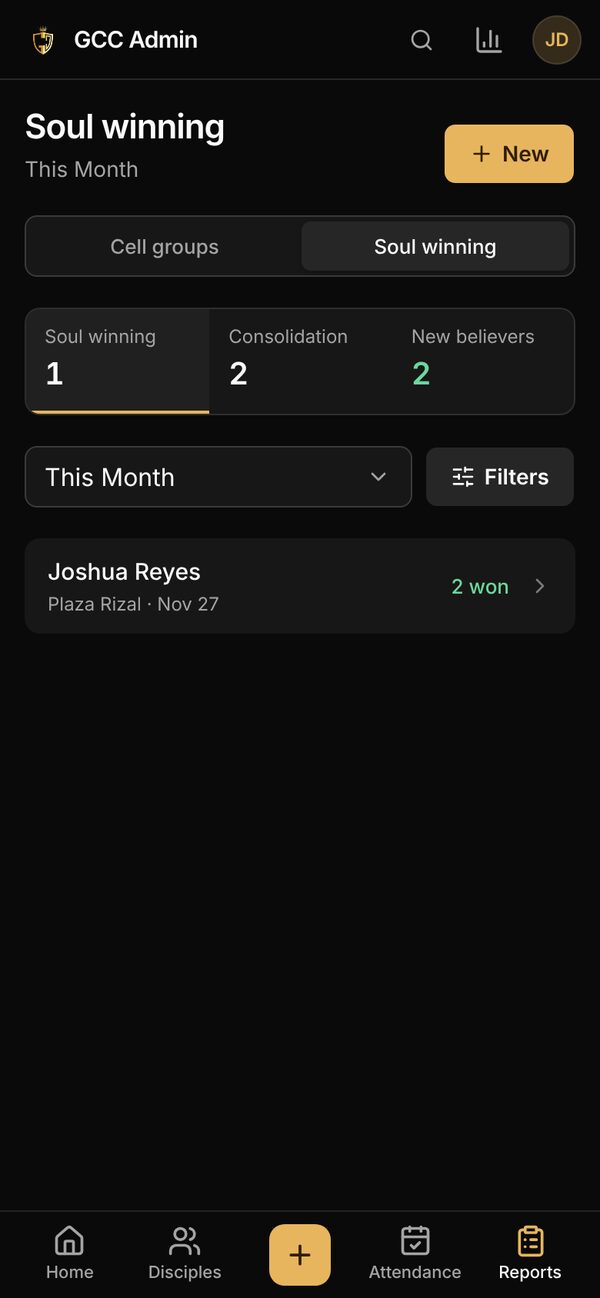 GCC Admin
JD
Soul winning
This Month
+ New
Cell groups
Soul winning
Soul winning
Consolidation
New believers
1
2
2
This Month
Filters
Joshua Reyes
2 won
Plaza Rizal · Nov 27
Home
Disciples
Attendance
Reports